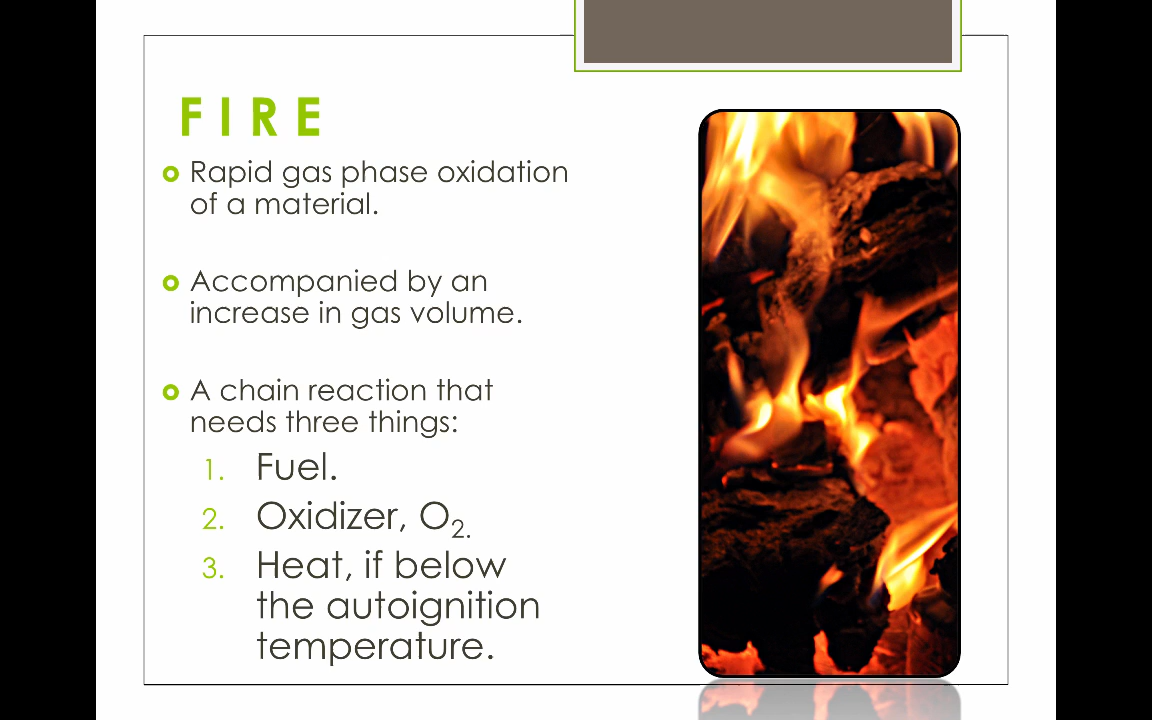 FIRE
Rapid gas phase oxidation
of a material.
Accompanied by an
increase in gas volume.
A chain reaction that
needs three things:
1. Fuel.
2. Oxidizer, O₂.
3. Heat, if below
the autoignition
temperature.